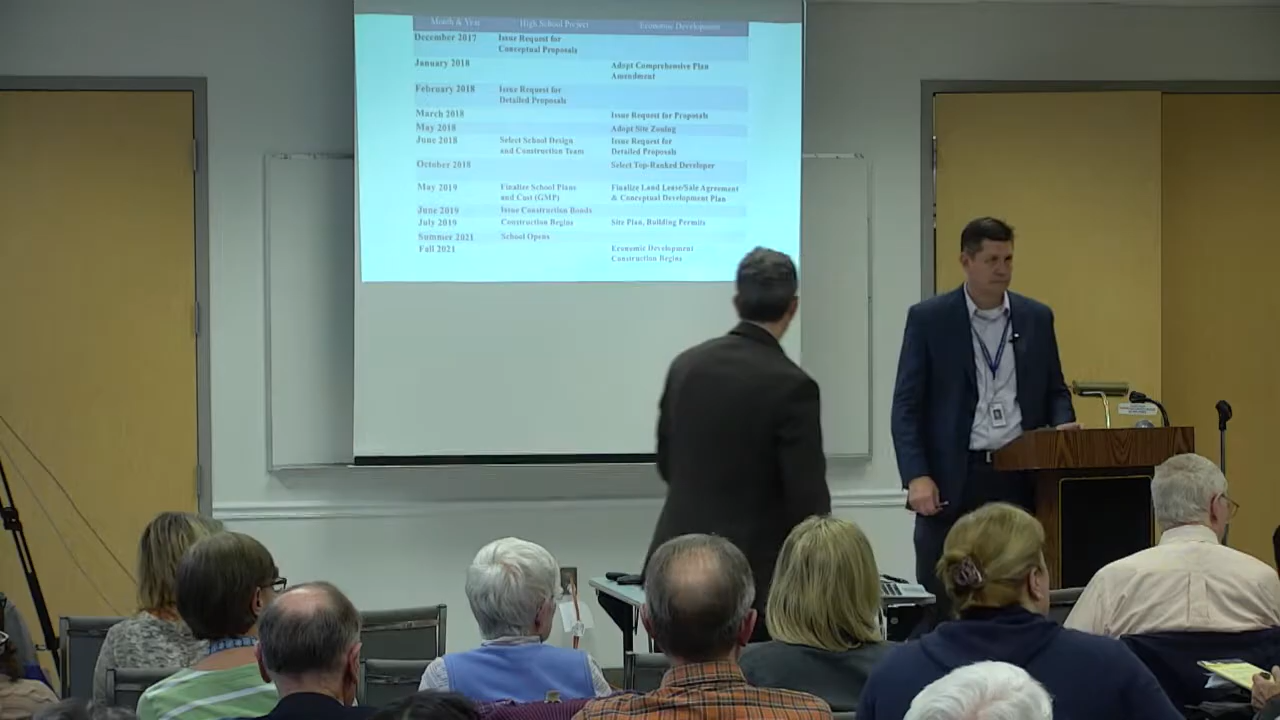 Month & Year High School Project Economic Development
December 2017 Issue Request for
Conceptual Proposals
January 2018 Adopt Comprehensive Plan
Amendment
February 2018 Issue Request for
Detailed Proposals
March 2018 Issue Request for Proposals
May 2018 Adopt Site Zoning
June 2018 Select School Design Issue Request for
and Construction Team Detailed Proposals
October 2018 Select Top-Ranked Developer
May 2019 Finalize School Plans Finalize Land Lease/Sale Agreement
and Cost (GMP) & Conceptual Development Plan
June 2019 Issue Construction Bonds
July 2019 Construction Begins Site Plan, Building Permits
Summer 2021 School Opens
Fall 2021 Economic Development
Construction Begins